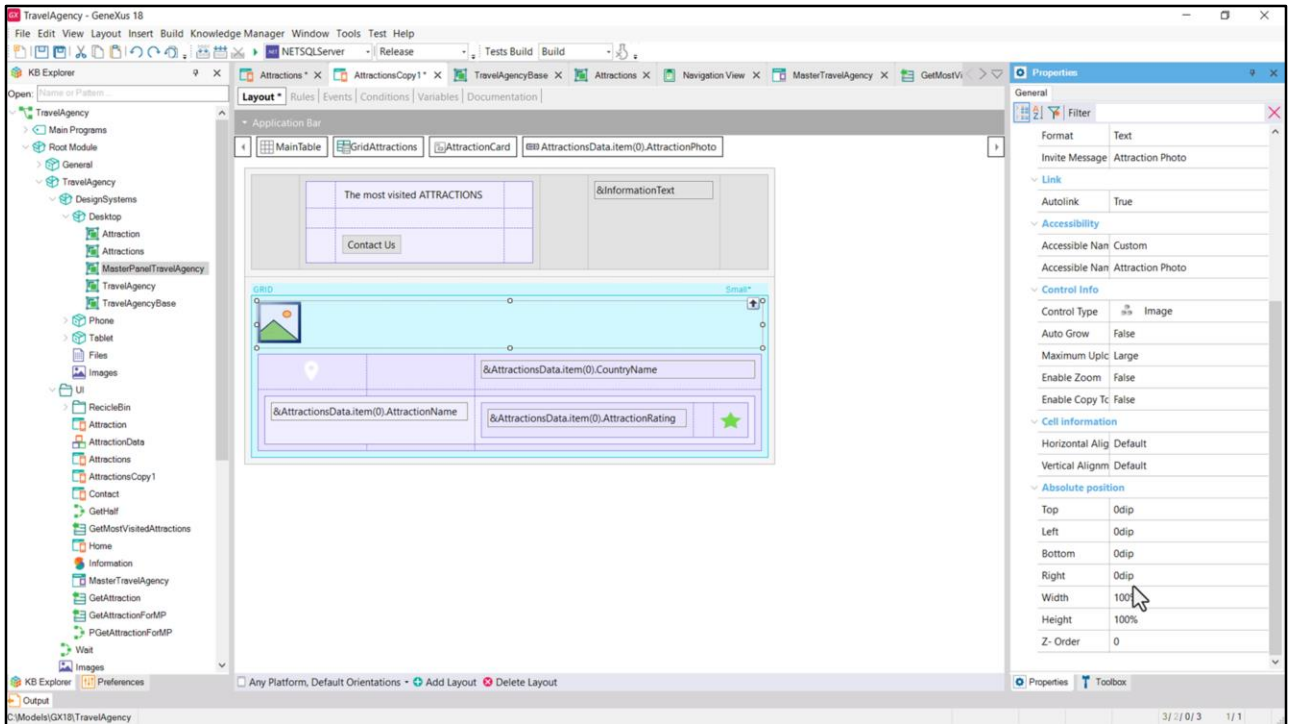 TravelAgency - GeneXus 18
File Edit View Layout Insert Build Knowledge Manager Window Tools Test Help
NETSQLServer Release Tests Build Build
KB Explorer
Open: Name or Pattern...
TravelAgency
Main Programs
Root Module
General
TravelAgency
DesignSystems
Desktop
Attraction
Attractions
MasterPanelTravelAgency
TravelAgency
TravelAgencyBase
Phone
Tablet
Files
Images
UI
RecicleBin
Attraction
AttractionData
Attractions
AttractionsCopy1
Contact
GetHalf
GetMostVisitedAttractions
Home
Information
MasterTravelAgency
GetAttraction
GetAttractionForMP
PGetAttractionForMP
Wait
Images
KB Explorer Preferences
Output
C:\Models\GX18\TravelAgency
Attractions * X AttractionsCopy1 * X TravelAgencyBase X Attractions X Navigation View X MasterTravelAgency X GetMostVi
Layout * | Rules | Events | Conditions | Variables | Documentation |
Application Bar
MainTable GridAttractions AttractionCard AttractionsData.item(0).AttractionPhoto
The most visited ATTRACTIONS
&InformationText
Contact Us
GRID Small*
&AttractionsData.item(0).CountryName
&AttractionsData.item(0).AttractionName
&AttractionsData.item(0).AttractionRating
Any Platform, Default Orientations Add Layout Delete Layout
Properties
General
Filter
Format Text
Invite Message Attraction Photo
Link
Autolink True
Accessibility
Accessible Nan Custom
Accessible Nan Attraction Photo
Control Info
Control Type Image
Auto Grow False
Maximum Uplc Large
Enable Zoom False
Enable Copy Tc False
Cell information
Horizontal Alig Default
Vertical Alignm Default
Absolute position
Top 0dip
Left 0dip
Bottom 0dip
Right 0dip
Width 100%
Height 100%
Z- Order 0
Properties Toolbox
3/ 2/ 0/ 3 1/ 1